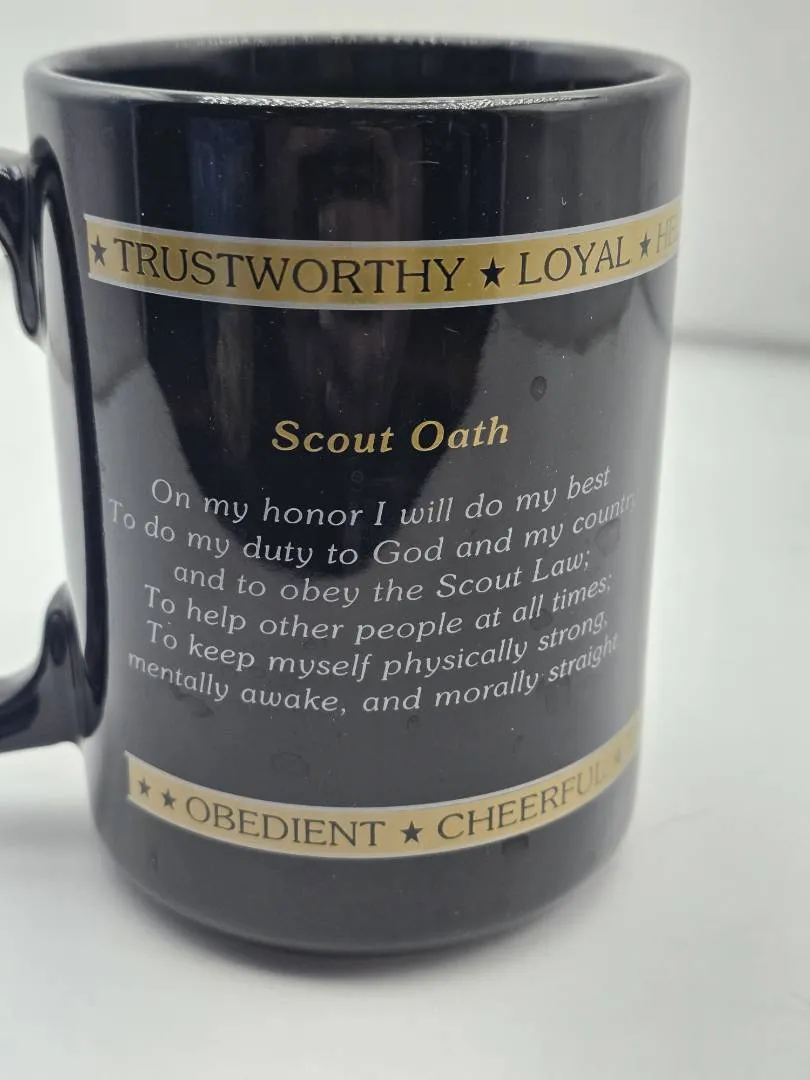 ★ TRUSTWORTHY ★ LOYAL ★ HE
Scout Oath
On my honor I will do my best
To do my duty to God and my country
and to obey the Scout Law;
To help other people at all times;
To keep myself physically strong,
mentally awake, and morally straight
★ ★ OBEDIENT ★ CHEERFUL ★